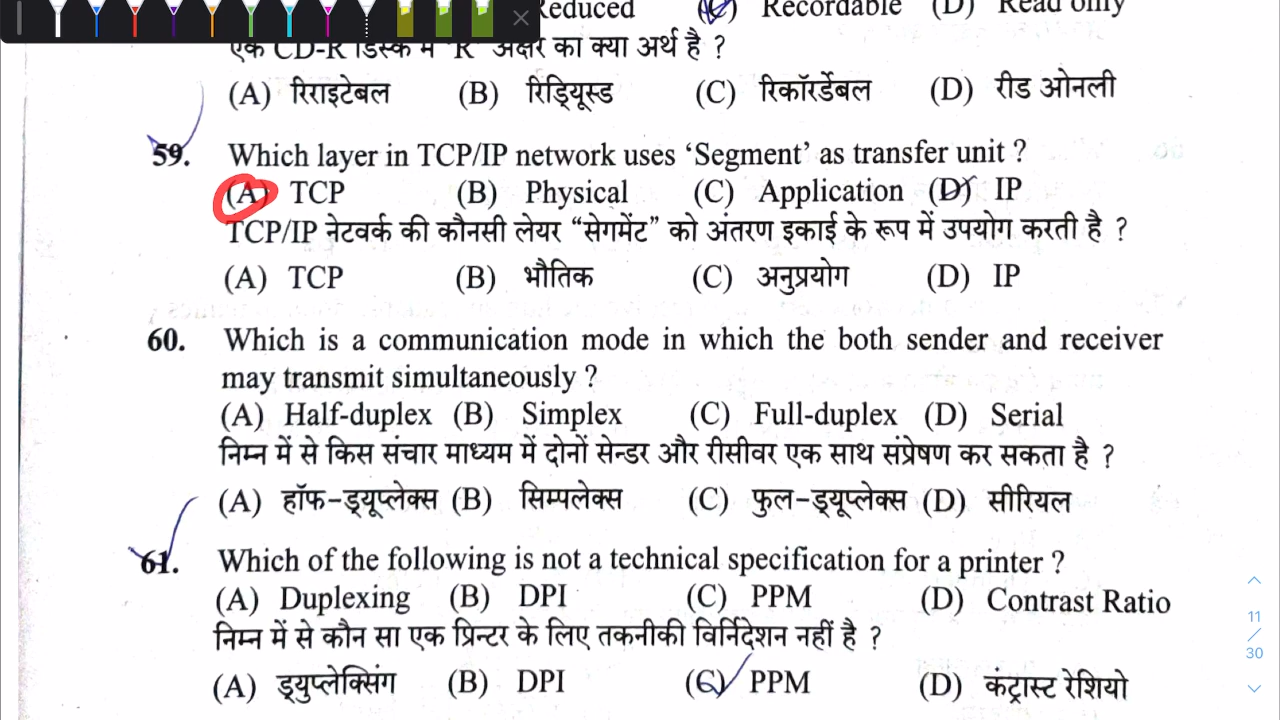 Reduced (C) Recordable (D) Read only
एक CD-R डिस्क में "R" अक्षर का क्या अर्थ है ?
(A) रिराइटेबल (B) रिड्यूिस्ड (C) रिकॉरर्डेबल (D) रीड ओनली
59. Which layer in TCP/IP network uses ‘Segment’ as transfer unit ?
(A) TCP (B) Physical (C) Application (D) IP
TCP/IP नेटवर्क की कौनसी लेयर “सेगमेंट” को अंतरण इकाई के रूप में उपयोग करती है ?
(A) TCP (B) भौतिक (C) अनुप्रयोग (D) IP
60. Which is a communication mode in which the both sender and receiver
may transmit simultaneously ?
(A) Half-duplex (B) Simplex (C) Full-duplex (D) Serial
निम्न में से किस संचार माध्यम में दोनों सेन्डर और रीसीवर एक साथ संप्रेषण कर सकता है ?
(A) हॉफ-ड्यूप्लेक्स (B) सिम्पलेक्स (C) फुल-ड्यूप्लेक्स (D) सीरियल
61. Which of the following is not a technical specification for a printer ?
(A) Duplexing (B) DPI (C) PPM (D) Contrast Ratio
निम्न में से कौन सा एक प्रिन्टर के लिए तकनीकी विर्निदेशन नहीं है ?
(A) ड्युप्लेक्सिंग (B) DPI (C) PPM (D) कंट्रास्ट रेशियो
11
/
30